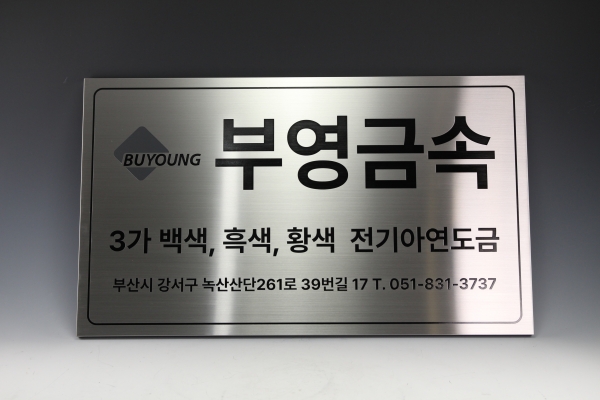 BUYOUNG 부영금속
3가 백색, 흑색, 황색 전기아연도금
부산시 강서구 녹산산단261로 39번길 17 T. 051-831-3737